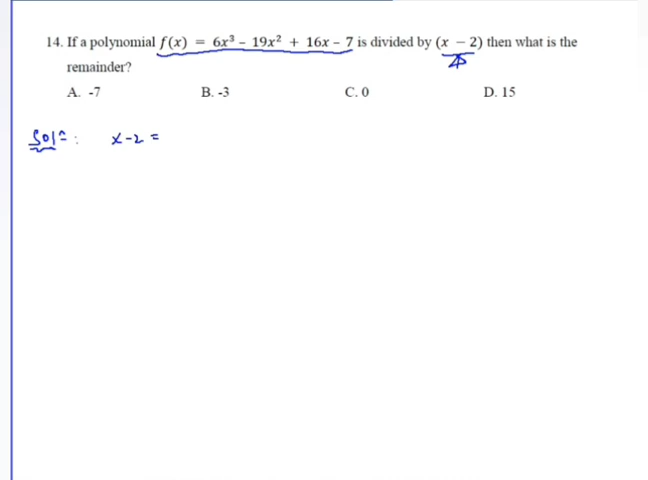 14. If a polynomial f(x) = 6x³ − 19x² + 16x − 7 is divided by (x − 2) then what is the
remainder?
A. -7 B. -3 C. 0 D. 15
Solⁿ : x-2 =